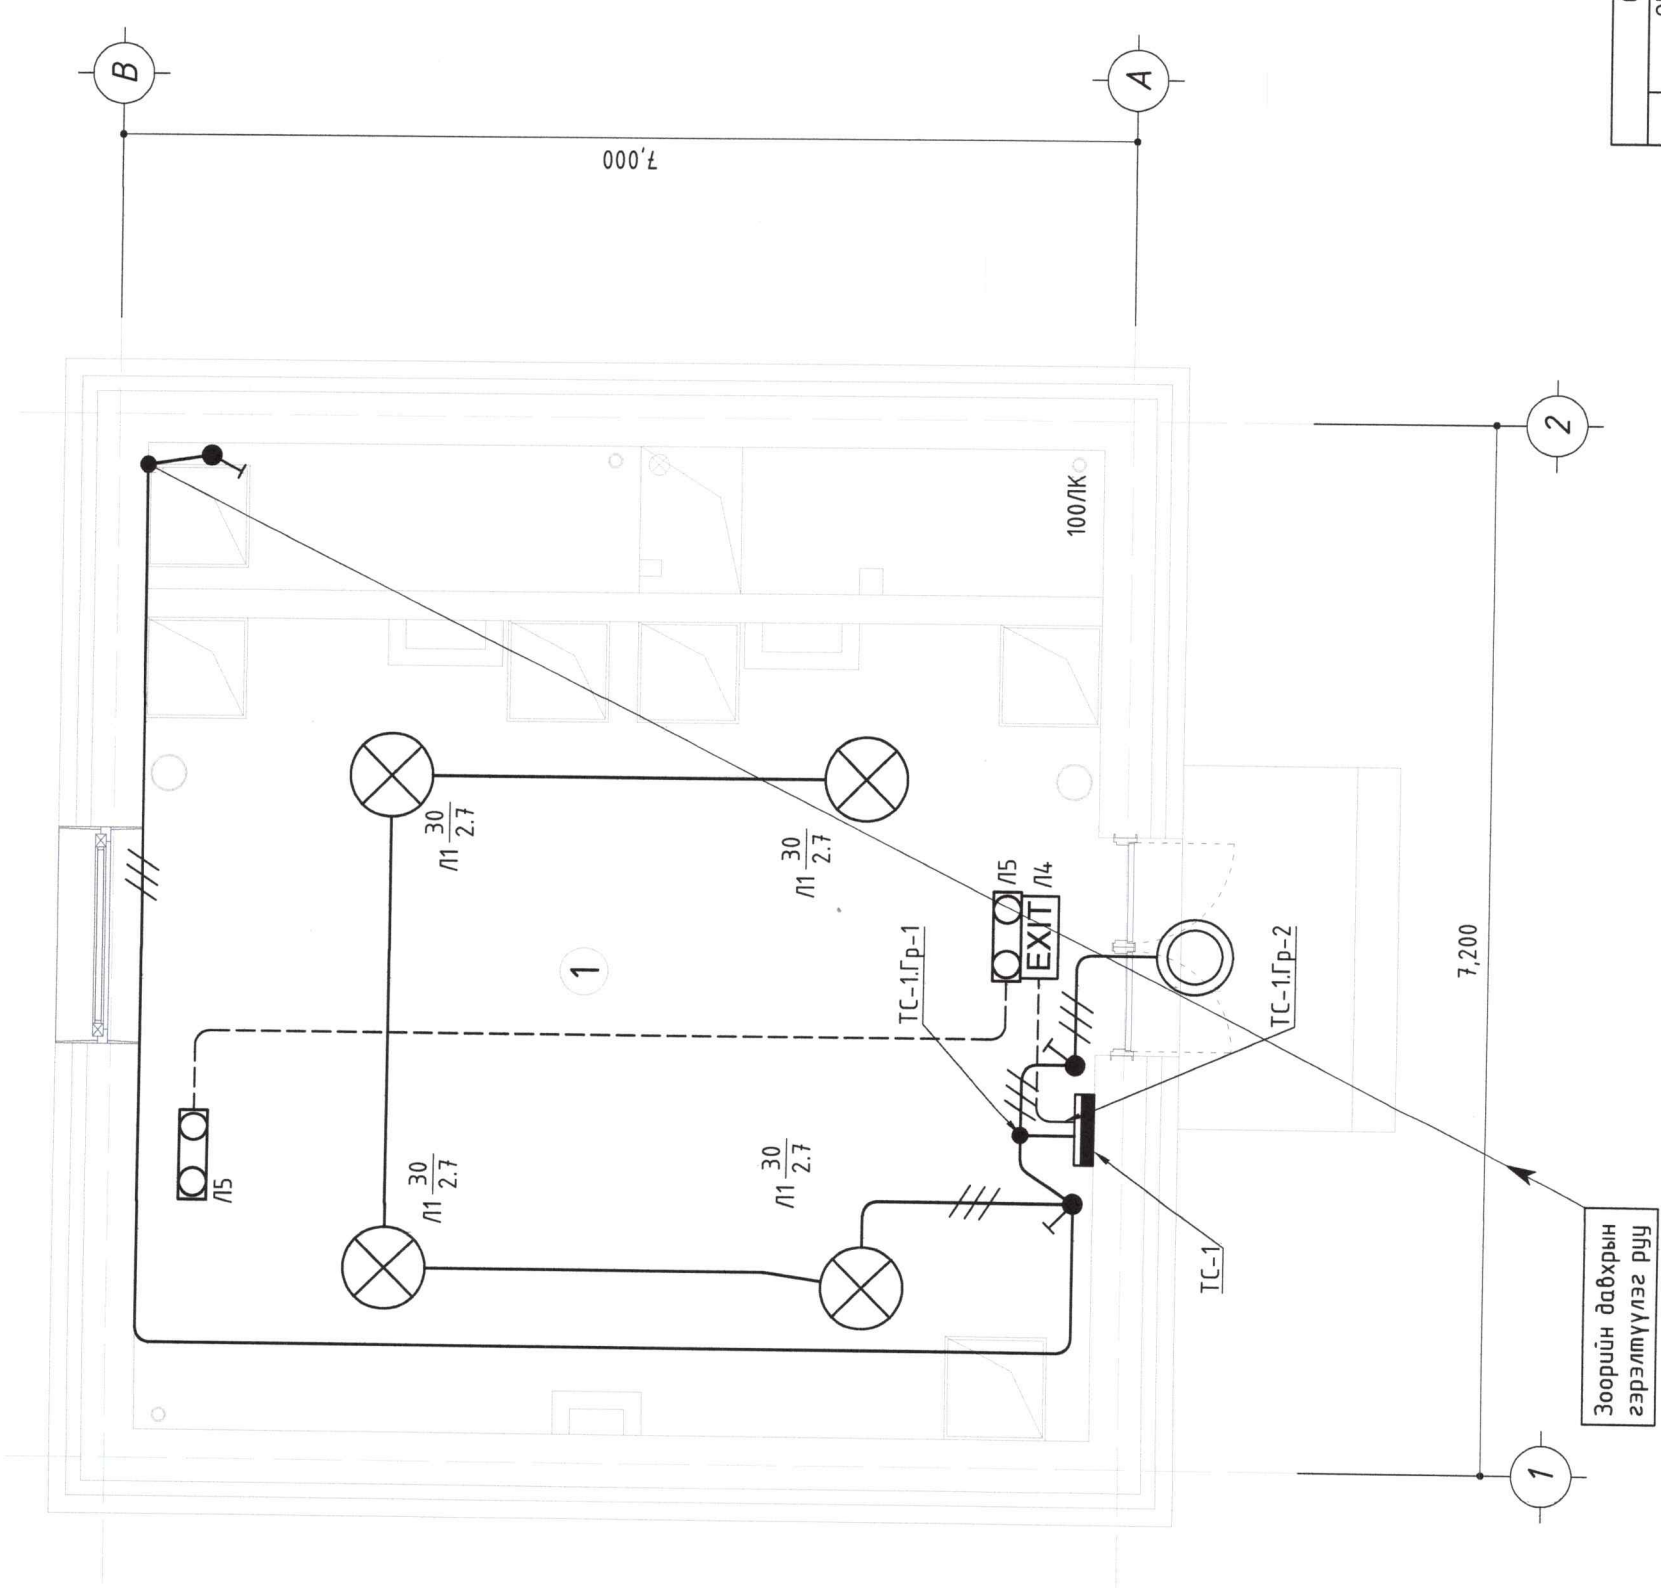 B
A
7,000
2
1
7,200
100ЛК
Л1 30
2.7
Л1 30
2.7
Л1 30
2.7
Л1 30
2.7
1
Л5
Л5
Л4
EXIT
ТС-1.Гр-1
ТС-1.Гр-2
ТС-1
Зоорийн давхрын
гэрэлтүүлэг рүү